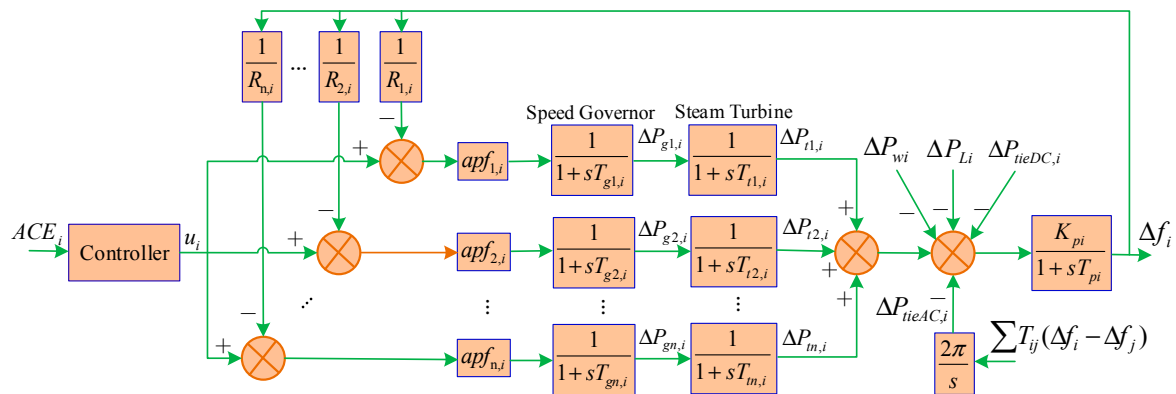 1/R_{n,i} ... 1/R_{2,i} 1/R_{1,i}
Speed Governor Steam Turbine
− + apf_{1,i} 1/(1+sT_{g1,i}) ΔP_{g1,i} 1/(1+sT_{t1,i}) ΔP_{t1,i} +
ΔP_{wi} ΔP_{Li} ΔP_{tieDC,i}
− − −
ACE_i Controller u_i
− + apf_{2,i} 1/(1+sT_{g2,i}) ΔP_{g2,i} 1/(1+sT_{t2,i}) ΔP_{t2,i} +
K_{pi}/(1+sT_{pi}) Δf_i
... ⋮ ⋮ ⋮
− + apf_{n,i} 1/(1+sT_{gn,i}) ΔP_{gn,i} 1/(1+sT_{tn,i}) ΔP_{tn,i} +
ΔP_{tieAC,i} −
2π/s ∑T_{ij}(Δf_i−Δf_j)